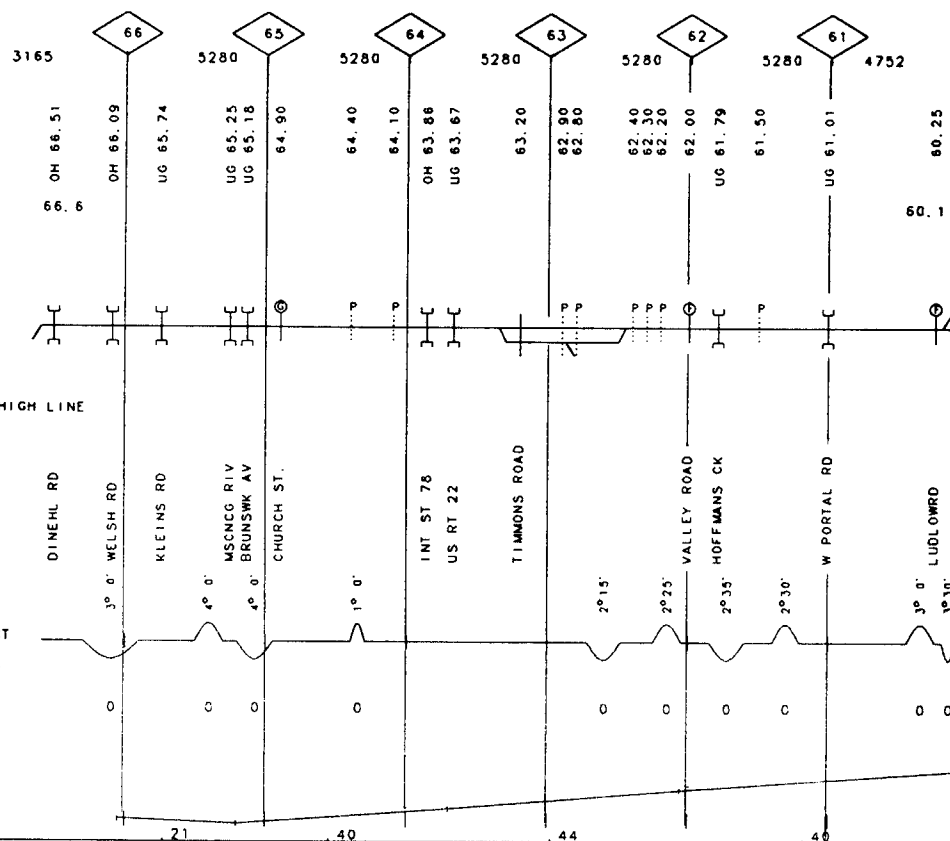 66 65 64 63 62 61
3165 5280 5280 5280 5280 5280 4752
OH 66.51
OH 66.09
UG 65.74
UG 65.25
UG 65.18
64.90
64.40
64.10
OH 63.86
UG 63.67
63.20
62.90
62.80
62.40
62.30
62.20
62.00
UG 61.79
61.50
UG 61.01
60.25
66.6 60.1
G P P P P P P P P P P
HIGH LINE
DINEHL RD
WELSH RD
KLEINS RD
MSCNCG RIV
BRUNSWK AV
CHURCH ST.
INT ST 78
US RT 22
TIMMONS ROAD
VALLEY ROAD
HOFFMANS CK
W PORTAL RD
LUDLOWRD
3° 0'
4° 0'
4° 0'
1° 0'
2°15'
2°25'
2°35'
2°30'
3° 0'
1°30'
T
0 0 0 0 0 0 0 0 0 0
.21 .40 .44 .40